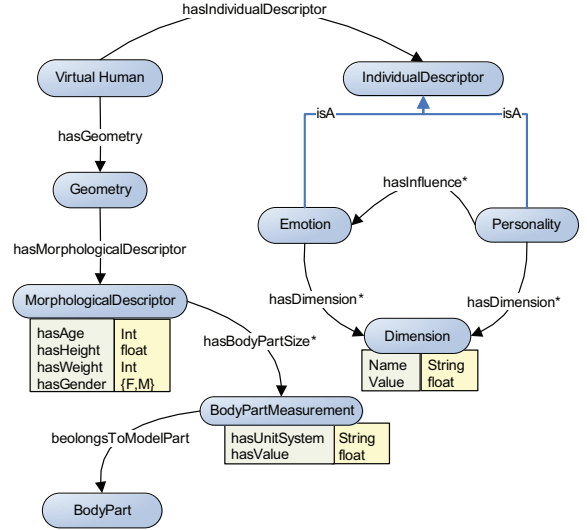 hasIndividualDescriptor
Virtual Human
IndividualDescriptor
isA
isA
hasGeometry
hasInfluence*
Geometry
Emotion
Personality
hasMorphologicalDescriptor
hasDimension*
hasDimension*
MorphologicalDescriptor
hasAge Int
hasHeight float
hasWeight Int
hasGender {F,M}
hasBodyPartSize*
Dimension
Name String
Value float
BodyPartMeasurement
hasUnitSystem String
hasValue float
beolongsToModelPart
BodyPart